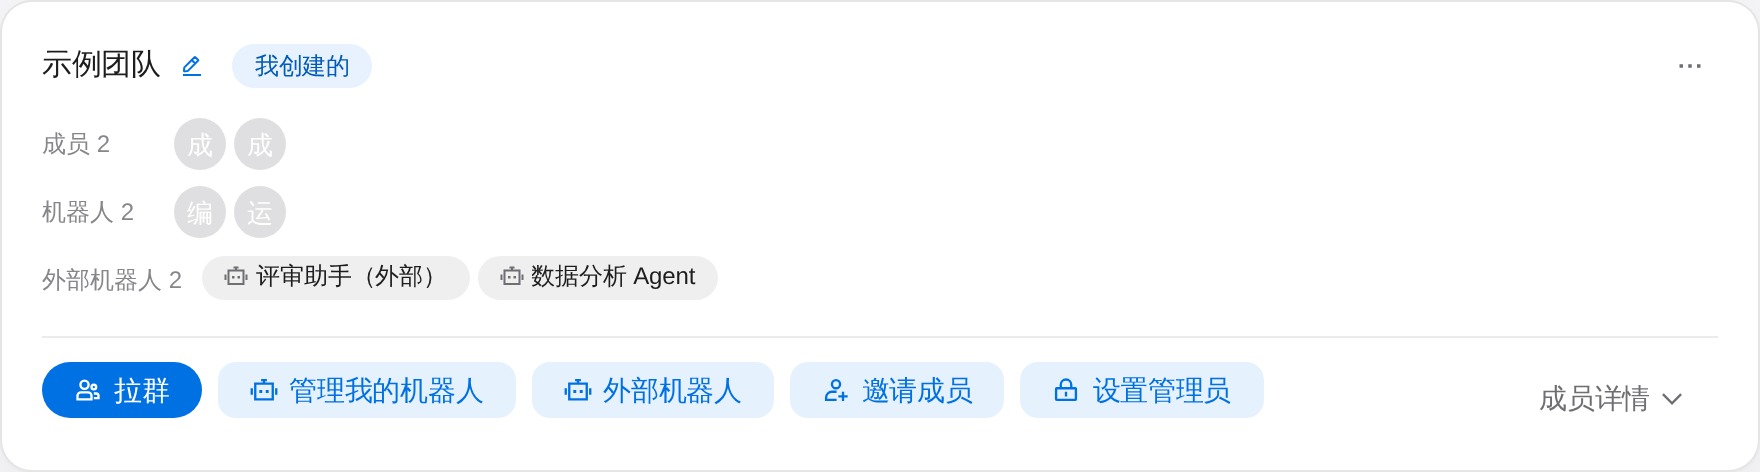 示例团队 我创建的
成员 2 成 成
机器人 2 编 运
外部机器人 2 评审助手（外部） 数据分析 Agent
拉群 管理我的机器人 外部机器人 邀请成员 设置管理员 成员详情